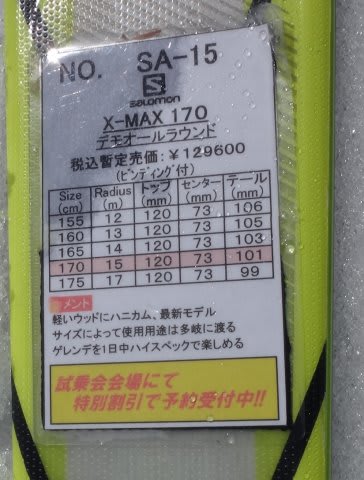 NO. SA-15
S
salomon
X-MAX 170
デモオールラウンド
税込暫定売価：￥129600
(ビンディング付)
Size (cm) Radius (m) トップ (mm) センター (mm) テール (mm)
155 12 120 73 106
160 13 120 73 105
165 14 120 73 103
170 15 120 73 101
175 17 120 73 99
メント
軽いウッドにハニカム、最新モデル
サイズによって使用用途は多岐に渡る
ゲレンデを1日中ハイスペックで楽しめる
試乗会会場にて
特別割引で予約受付中!!